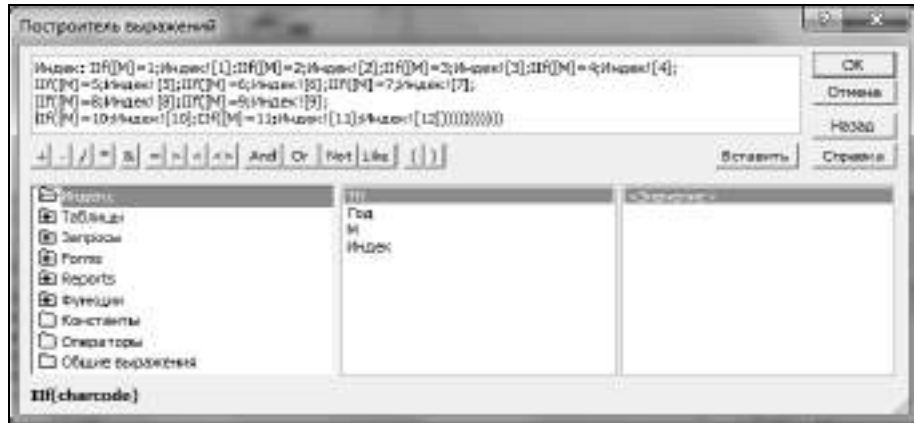 Построитель выражений
Индекс: IIf([M]=1;Индекс![1];IIf([M]=2;Индекс![2];IIf([M]=3;Индекс![3];IIf([M]=4;Индекс![4];
IIf([M]=5;Индекс![5];IIf([M]=6;Индекс![6];IIf([M]=7;Индекс![7];
IIf([M]=8;Индекс![8];IIf([M]=9;Индекс![9];
IIf([M]=10;Индекс![10];IIf([M]=11;Индекс![11];Индекс![12])))))))))))
OK
Отмена
Назад
+ - / * & = > < <> And Or Not Like ( )
Вставить
Справка
Индекс
Таблицы
Запросы
Forms
Reports
Функции
Константы
Операторы
Общие выражения
ПП
Год
М
Индек
<Значение>
IIf(charcode)